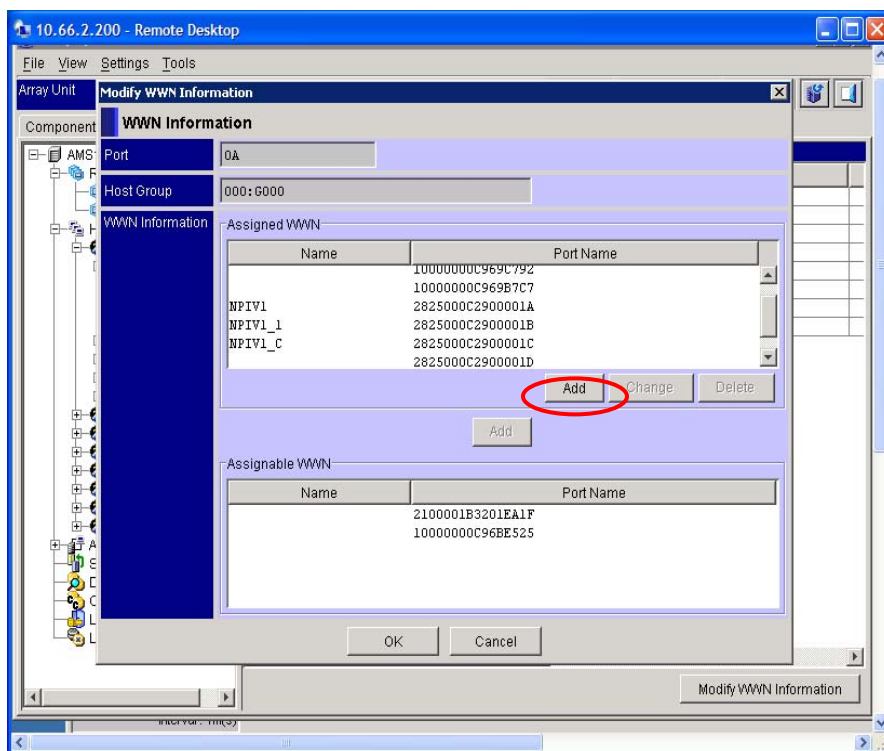 10.66.2.200 - Remote Desktop
File View Settings Tools
Array Unit
Modify WWN Information
Component
WWN Information
AMS
Port
0A
Host Group
000:G000
WWN Information
Assigned WWN
Name Port Name
10000000C969C792
10000000C969B7C7
NPIV1 2825000C2900001A
NPIV1_1 2825000C2900001B
NPIV1_C 2825000C2900001C
2825000C2900001D
Add Change Delete
Add
Assignable WWN
Name Port Name
2100001B3201EA1F
10000000C96BE525
OK Cancel
Modify WWN Information